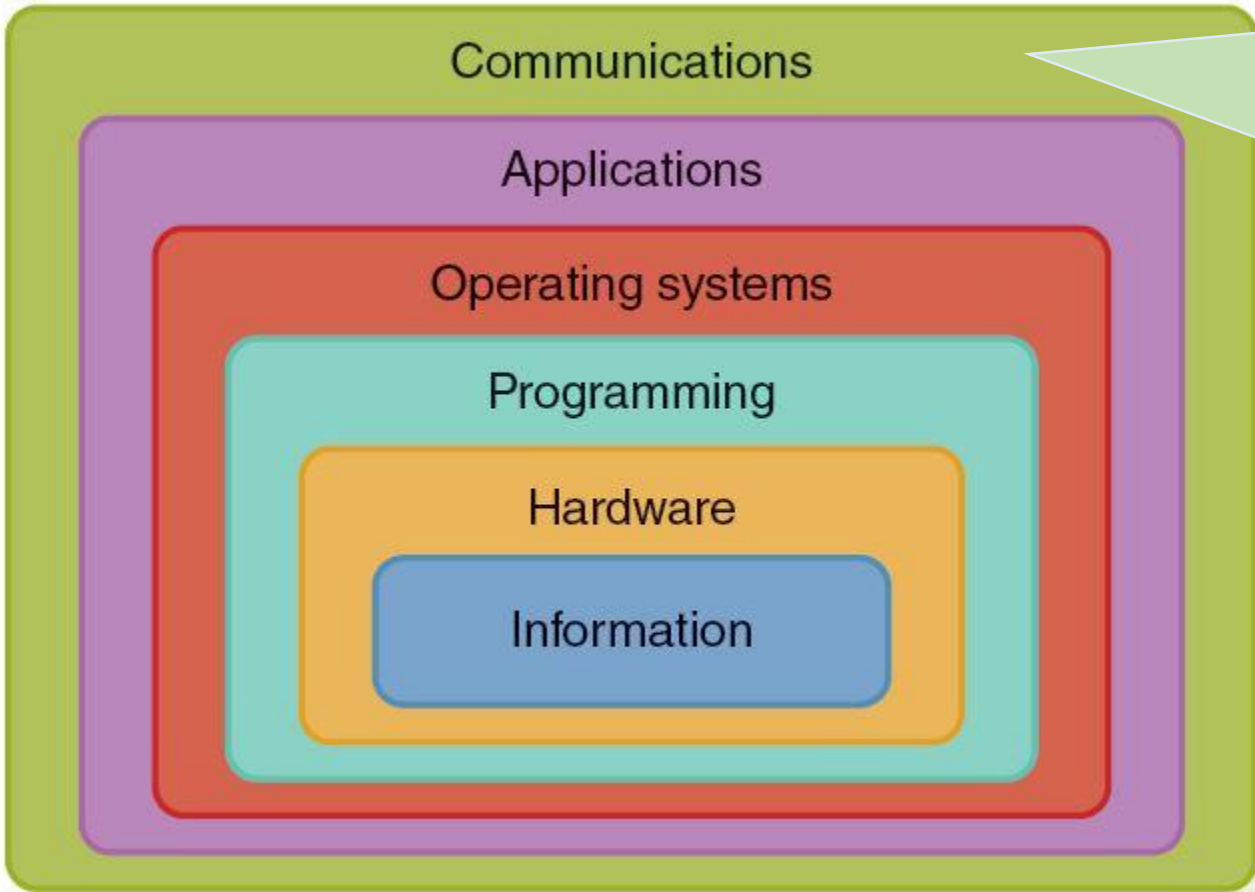 Communications
Applications
Operating systems
Programming
Hardware
Information